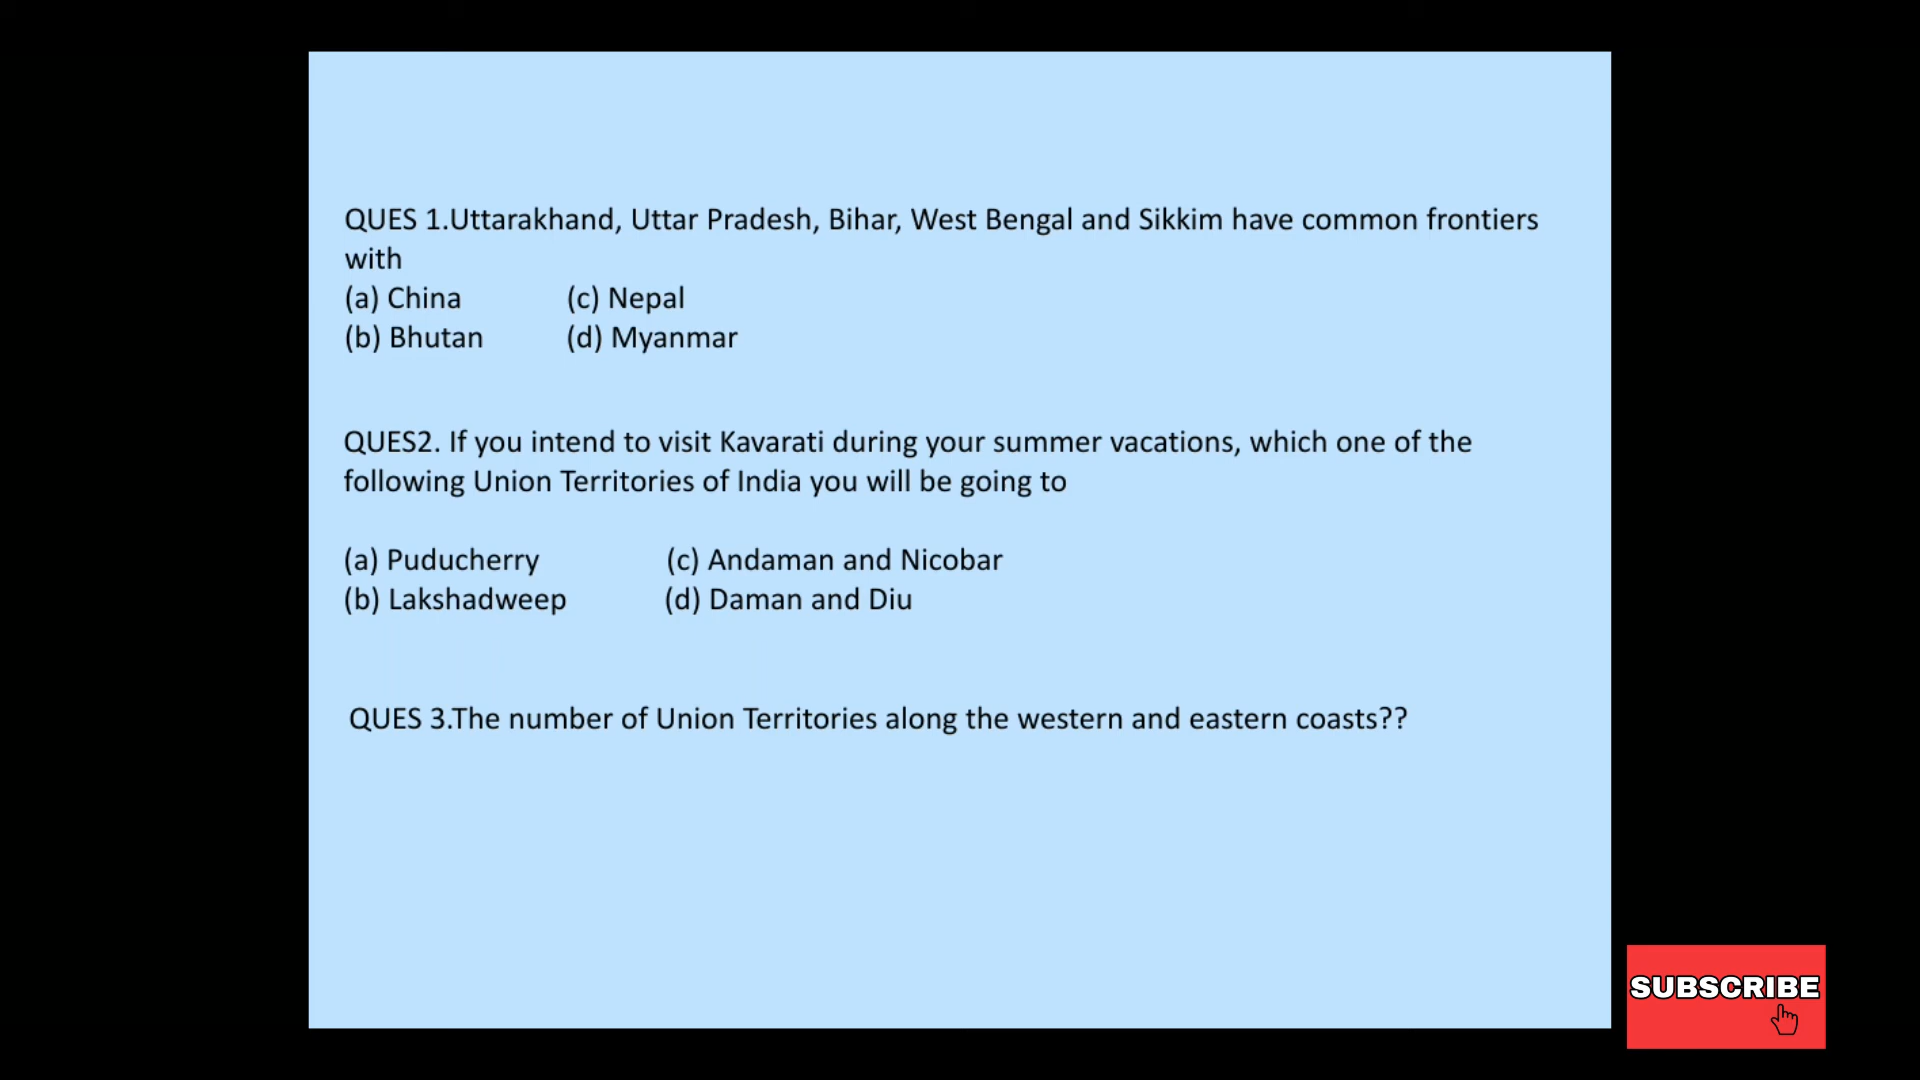 QUES 1.Uttarakhand, Uttar Pradesh, Bihar, West Bengal and Sikkim have common frontiers
with
(a) China (c) Nepal
(b) Bhutan (d) Myanmar
QUES2. If you intend to visit Kavarati during your summer vacations, which one of the
following Union Territories of India you will be going to
(a) Puducherry (c) Andaman and Nicobar
(b) Lakshadweep (d) Daman and Diu
QUES 3.The number of Union Territories along the western and eastern coasts??
SUBSCRIBE